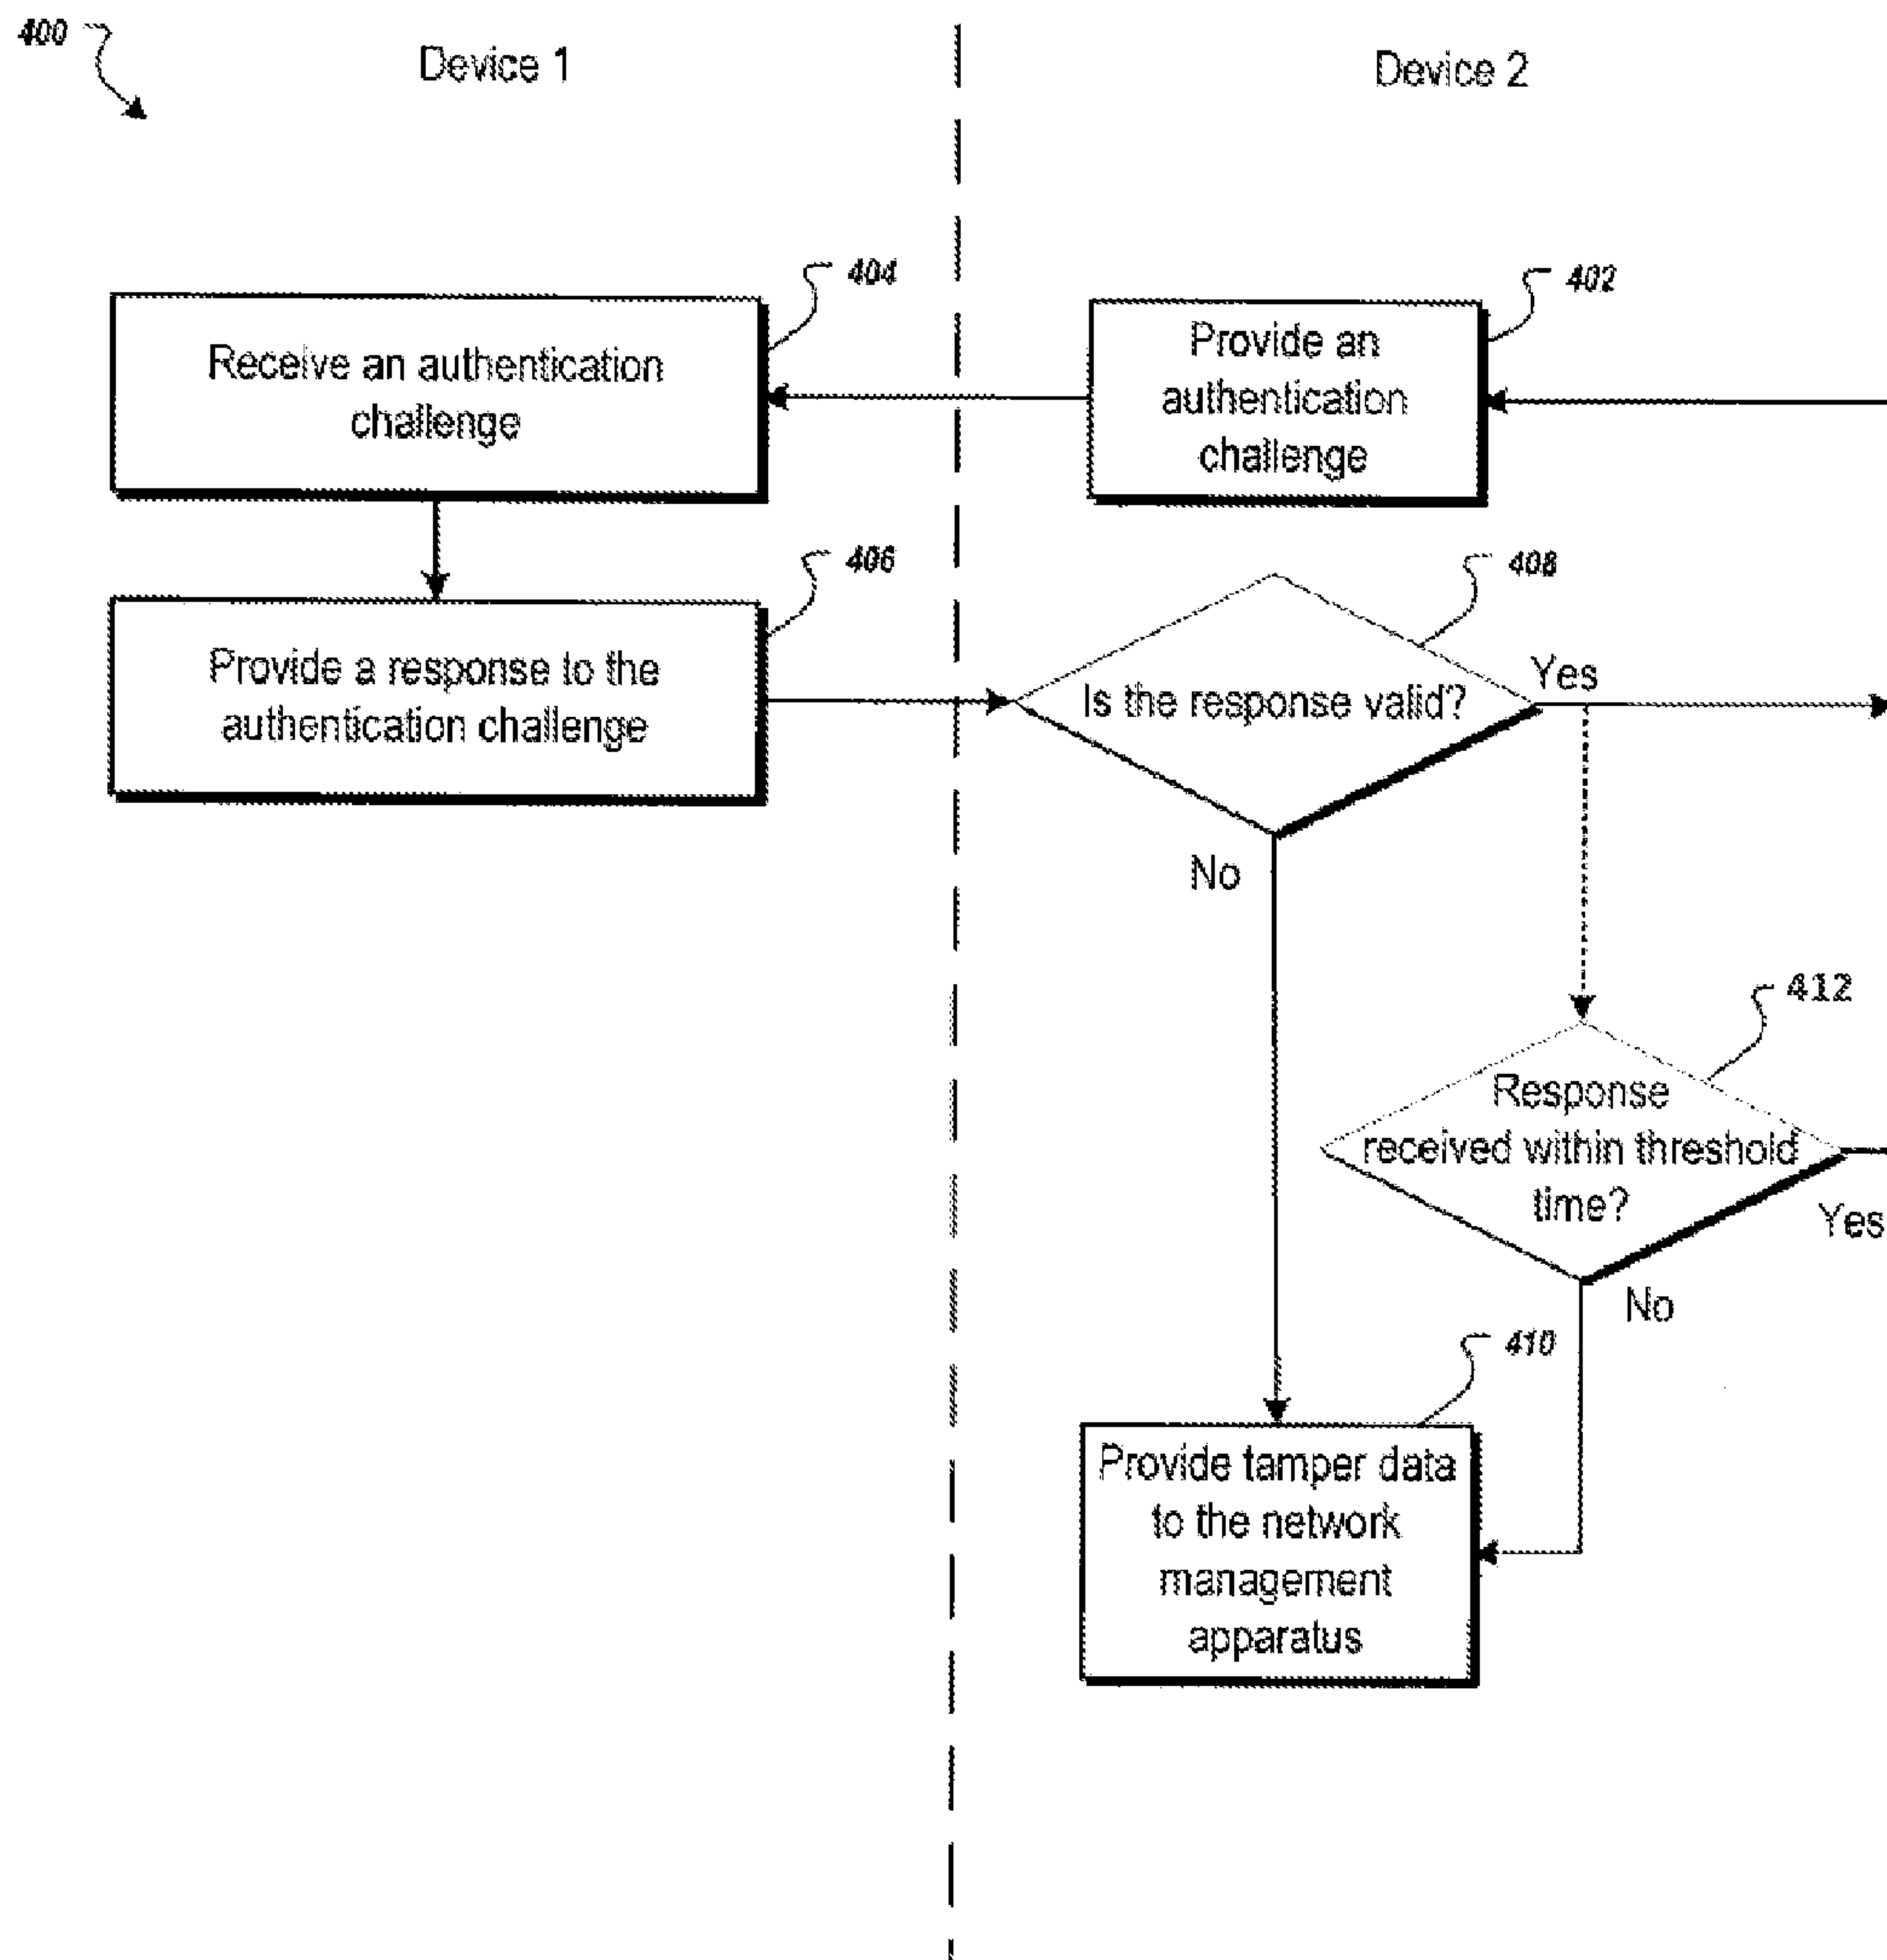 400
Device 1
Device 2
404
402
Receive an authentication
challenge
Provide an
authentication
challenge
406
408
Provide a response to the
authentication challenge
Is the response valid?
Yes
No
412
Response
received within threshold
time?
Yes
No
410
Provide tamper data
to the network
management
apparatus